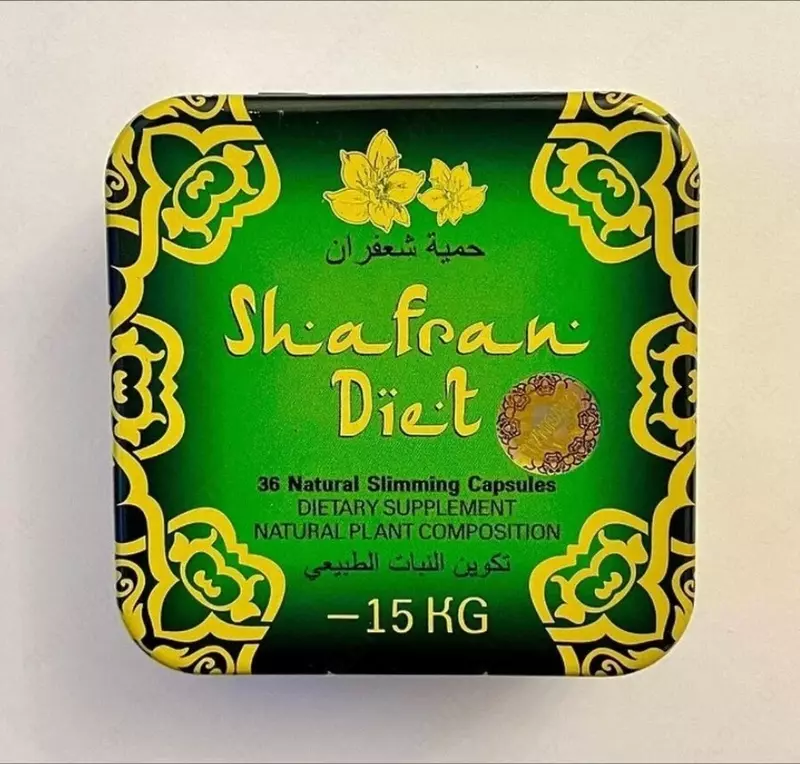 حمية شعفران
Shafran
Diet
36 Natural Slimming Capsules
DIETARY SUPPLEMENT
NATURAL PLANT COMPOSITION
تكوين النبات الطبيعي
–15 KG